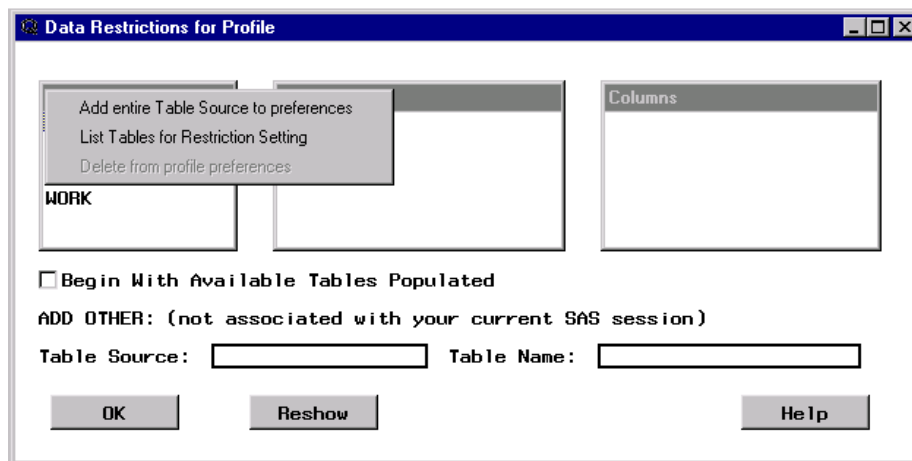 Data Restrictions for Profile
Columns
Add entire Table Source to preferences
List Tables for Restriction Setting
Delete from profile preferences
WORK
Begin With Available Tables Populated
ADD OTHER: (not associated with your current SAS session)
Table Source: Table Name:
OK Reshow Help